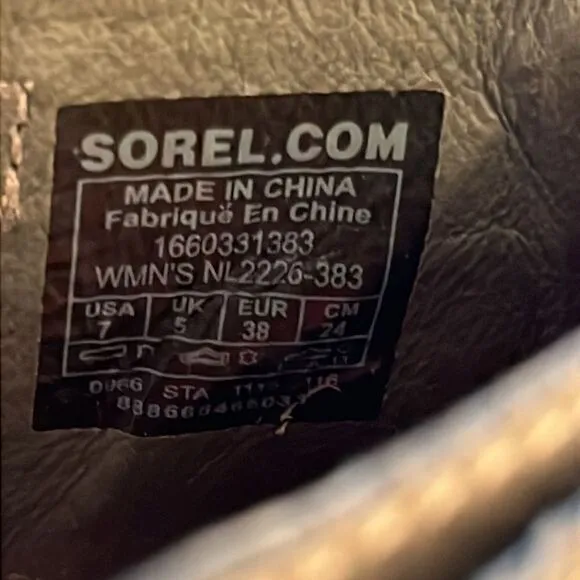 SOREL.COM
MADE IN CHINA
Fabriquë En Chine
1660331383
WMN'S NL2226-383
USA UK EUR CM
7 5 38 24
STA